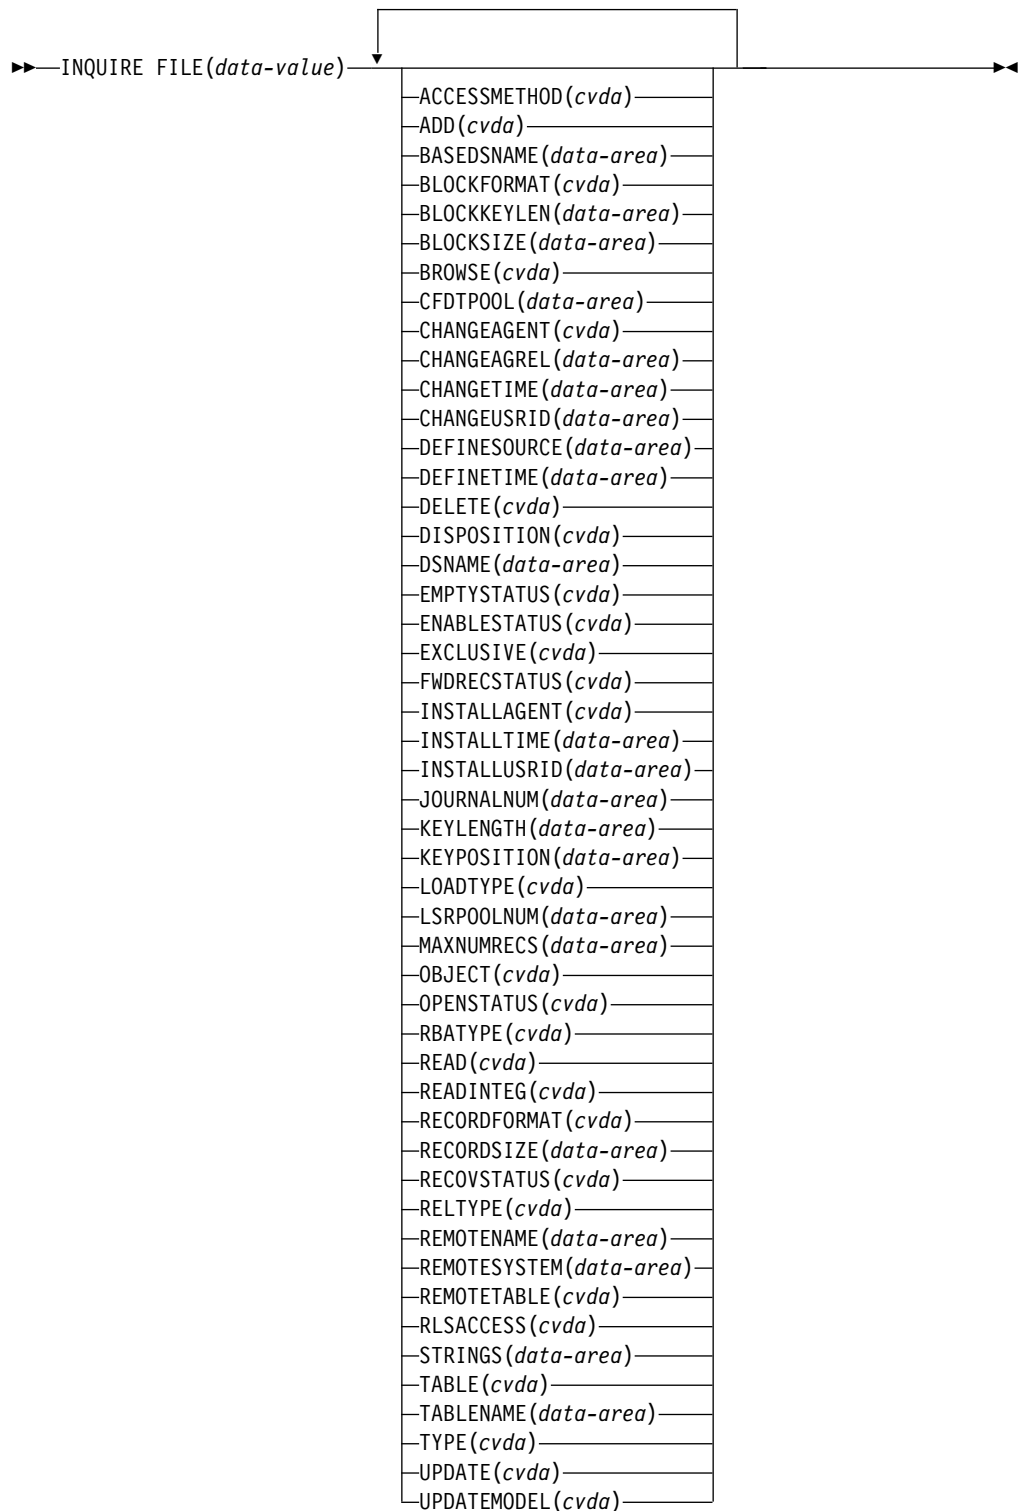 INQUIRE FILE(data-value)
ACCESSMETHOD(cvda)
ADD(cvda)
BASEDSNAME(data-area)
BLOCKFORMAT(cvda)
BLOCKKEYLEN(data-area)
BLOCKSIZE(data-area)
BROWSE(cvda)
CFDTPOOL(data-area)
CHANGEAGENT(cvda)
CHANGEAGREL(data-area)
CHANGETIME(data-area)
CHANGEUSRID(data-area)
DEFINESOURCE(data-area)
DEFINETIME(data-area)
DELETE(cvda)
DISPOSITION(cvda)
DSNAME(data-area)
EMPTYSTATUS(cvda)
ENABLESTATUS(cvda)
EXCLUSIVE(cvda)
FWDRECSTATUS(cvda)
INSTALLAGENT(cvda)
INSTALLTIME(data-area)
INSTALLUSRID(data-area)
JOURNALNUM(data-area)
KEYLENGTH(data-area)
KEYPOSITION(data-area)
LOADTYPE(cvda)
LSRPOOLNUM(data-area)
MAXNUMRECS(data-area)
OBJECT(cvda)
OPENSTATUS(cvda)
RBATYPE(cvda)
READ(cvda)
READINTEG(cvda)
RECORDFORMAT(cvda)
RECORDSIZE(data-area)
RECOVSTATUS(cvda)
RELTYPE(cvda)
REMOTENAME(data-area)
REMOTESYSTEM(data-area)
REMOTETABLE(cvda)
RLSACCESS(cvda)
STRINGS(data-area)
TABLE(cvda)
TABLENAME(data-area)
TYPE(cvda)
UPDATE(cvda)
UPDATEMODEL(cvda)